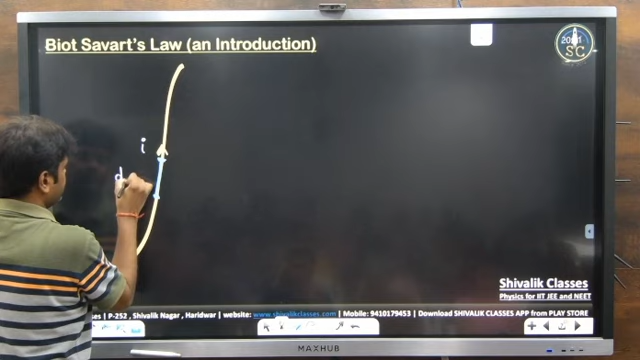 Biot Savart's Law (an Introduction)
SC
i
d
Shivalik Classes
Physics for IIT JEE and NEET
| P-252 , Shivalik Nagar , Haridwar | website: www.shivalikclasses.com | Mobile: 9410179453 | Download SHIVALIK CLASSES APP from PLAY STORE
MAXHUB